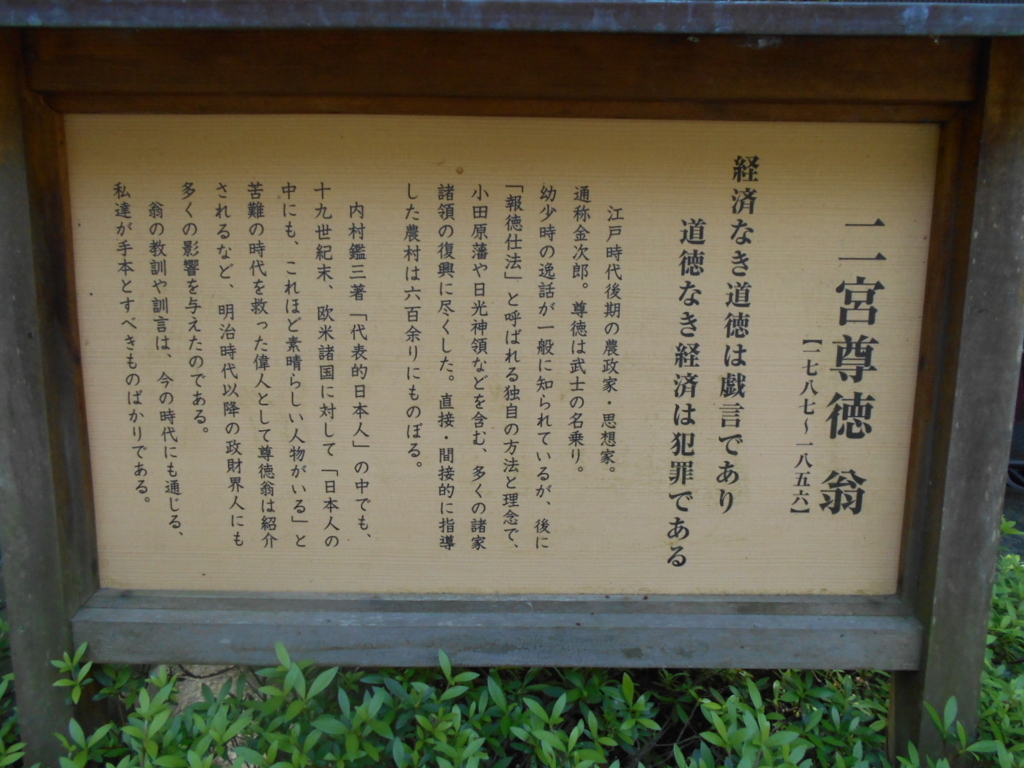 二宮尊徳 翁
【一七八七～一八五六】
経済なき道徳は戯言であり
道徳なき経済は犯罪である
江戸時代後期の農政家・思想家。
通称金次郎。尊徳は武士の名乗り。
幼少時の逸話が一般に知られているが、後に
「報徳仕法」と呼ばれる独自の方法と理念で、
小田原藩や日光神領などを含む、多くの諸家
諸領の復興に尽くした。直接・間接的に指導
した農村は六百余りにものぼる。
内村鑑三著「代表的日本人」の中でも、
十九世紀末、欧米諸国に対して「日本人の
中にも、これほど素晴らしい人物がいる」と
苦難の時代を救った偉人として尊徳翁は紹介
されるなど、明治時代以降の政財界人にも
多くの影響を与えたのである。
翁の教訓や訓言は、今の時代にも通じる、
私達が手本とすべきものばかりである。